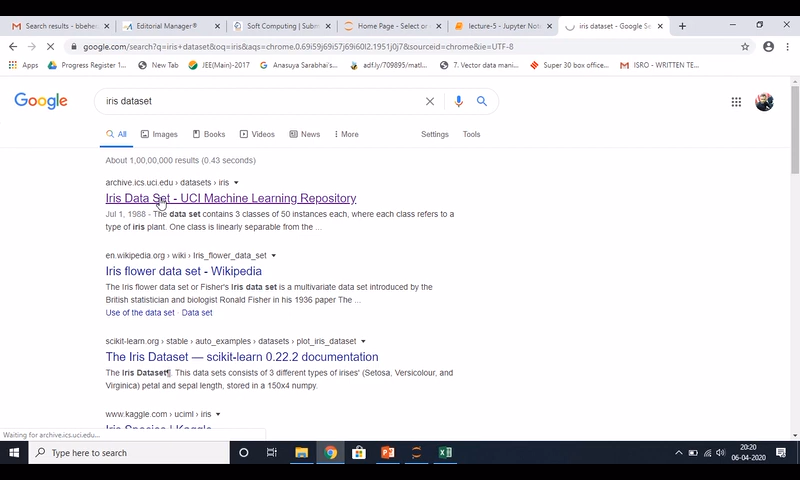 Search results - bbehei
Editorial Manager®
Soft Computing | Subm
Home Page - Select or
lecture-5 - Jupyter Not
iris dataset - Google Se
google.com/search?q=iris+dataset&oq=iris&aqs=chrome.0.69i59j69i57j69i60l2.1951j0j7&sourceid=chrome&ie=UTF-8
Apps
Progress 1_140001...
New Tab
JEE(Main)-2017
Anasuya Sarabhai's...
adf.ly/709895/matl...
7. Vector data mani...
Super 30 box office...
ISRO - WRITTEN TE...
Google
iris dataset
All
Images
Books
Videos
News
More
Settings
Tools
About 1,00,00,000 results (0.43 seconds)
archive.ics.uci.edu › datasets › iris
Iris Data Set - UCI Machine Learning Repository
Jul 1, 1988 - The data set contains 3 classes of 50 instances each, where each class refers to a
type of iris plant. One class is linearly separable from the ...
en.wikipedia.org › wiki › Iris_flower_data_set
Iris flower data set - Wikipedia
The Iris flower data set or Fisher's Iris data set is a multivariate data set introduced by the
British statistician and biologist Ronald Fisher in his 1936 paper The ...
Use of the data set · Data set
scikit-learn.org › stable › auto_examples › datasets › plot_iris_dataset
The Iris Dataset — scikit-learn 0.22.2 documentation
The Iris Dataset¶. This data sets consists of 3 different types of irises' (Setosa, Versicolour, and
Virginica) petal and sepal length, stored in a 150x4 numpy.
www.kaggle.com › uciml › iris
Iris Species | Kaggle
Waiting for archive.ics.uci.edu...
Type here to search
20:20
06-04-2020